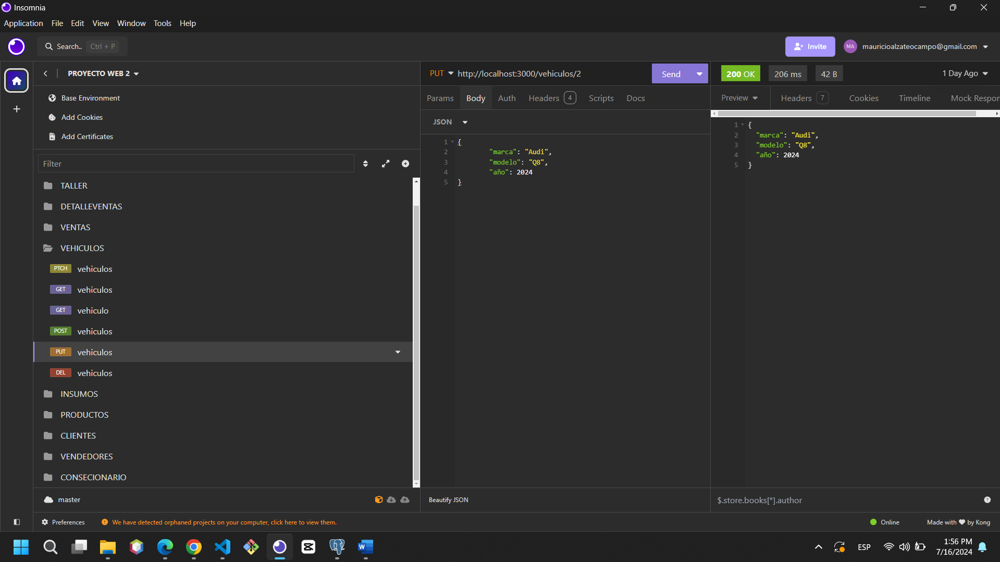 Insomnia
Application File Edit View Window Tools Help
Search.. Ctrl + P
Invite MA mauricioalzateocampo@gmail.com
PROYECTO WEB 2
Base Environment
Add Cookies
Add Certificates
Filter
TALLER
DETALLEVENTAS
VENTAS
VEHICULOS
PTCH vehiculos
GET vehiculos
GET vehiculo
POST vehiculos
PUT vehiculos
DEL vehiculos
INSUMOS
PRODUCTOS
CLIENTES
VENDEDORES
CONSECIONARIO
master
PUT http://localhost:3000/vehiculos/2 Send
Params Body Auth Headers 4 Scripts Docs
JSON
1 {
2 "marca": "Audi",
3 "modelo": "Q8",
4 "año": 2024
5 }
Beautify JSON
200 OK 206 ms 42 B 1 Day Ago
Preview Headers 7 Cookies Timeline Mock Respor
1 {
2 "marca": "Audi",
3 "modelo": "Q8",
4 "año": 2024
5 }
$.store.books[*].author
Preferences We have detected orphaned projects on your computer, click here to view them. Online Made with by Kong
ESP 1:56 PM
7/16/2024